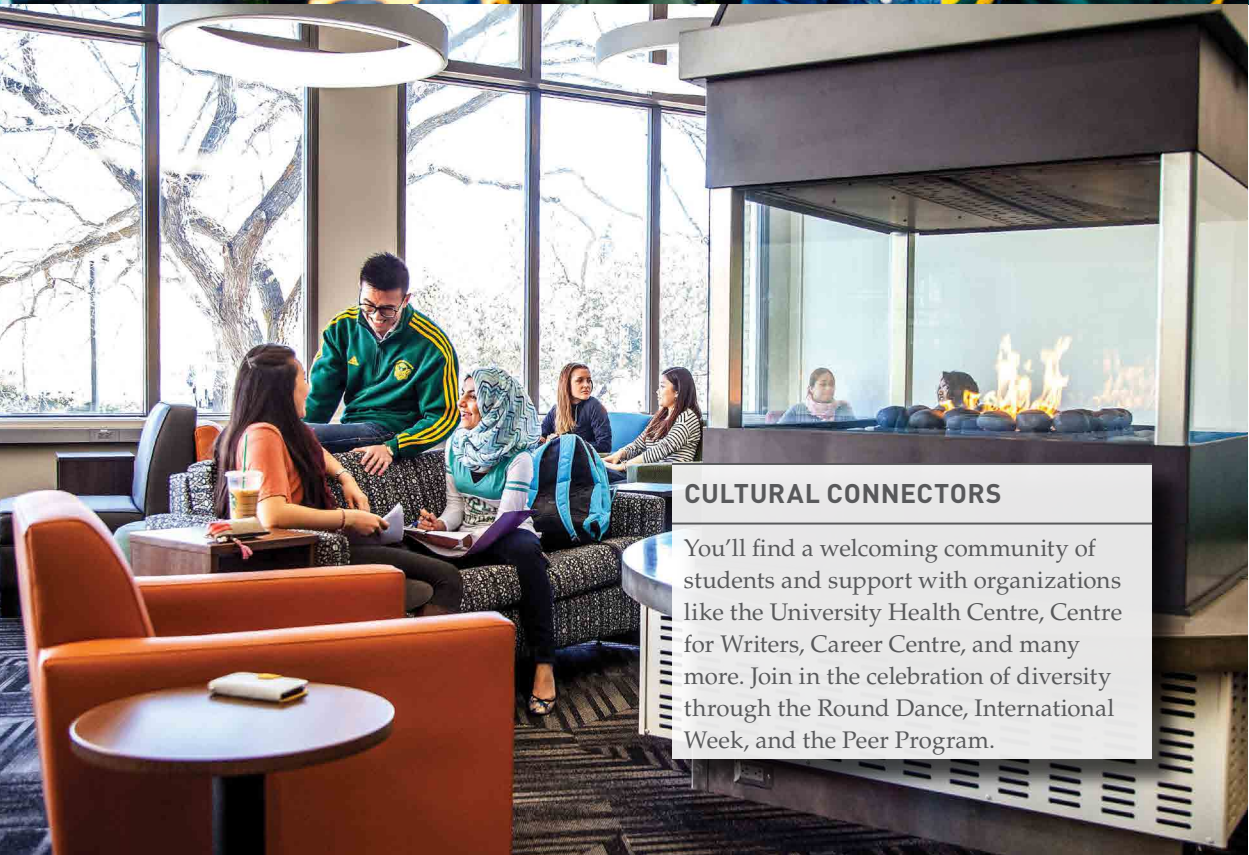 CULTURAL CONNECTORS
You’ll find a welcoming community of
students and support with organizations
like the University Health Centre, Centre
for Writers, Career Centre, and many
more. Join in the celebration of diversity
through the Round Dance, International
Week, and the Peer Program.